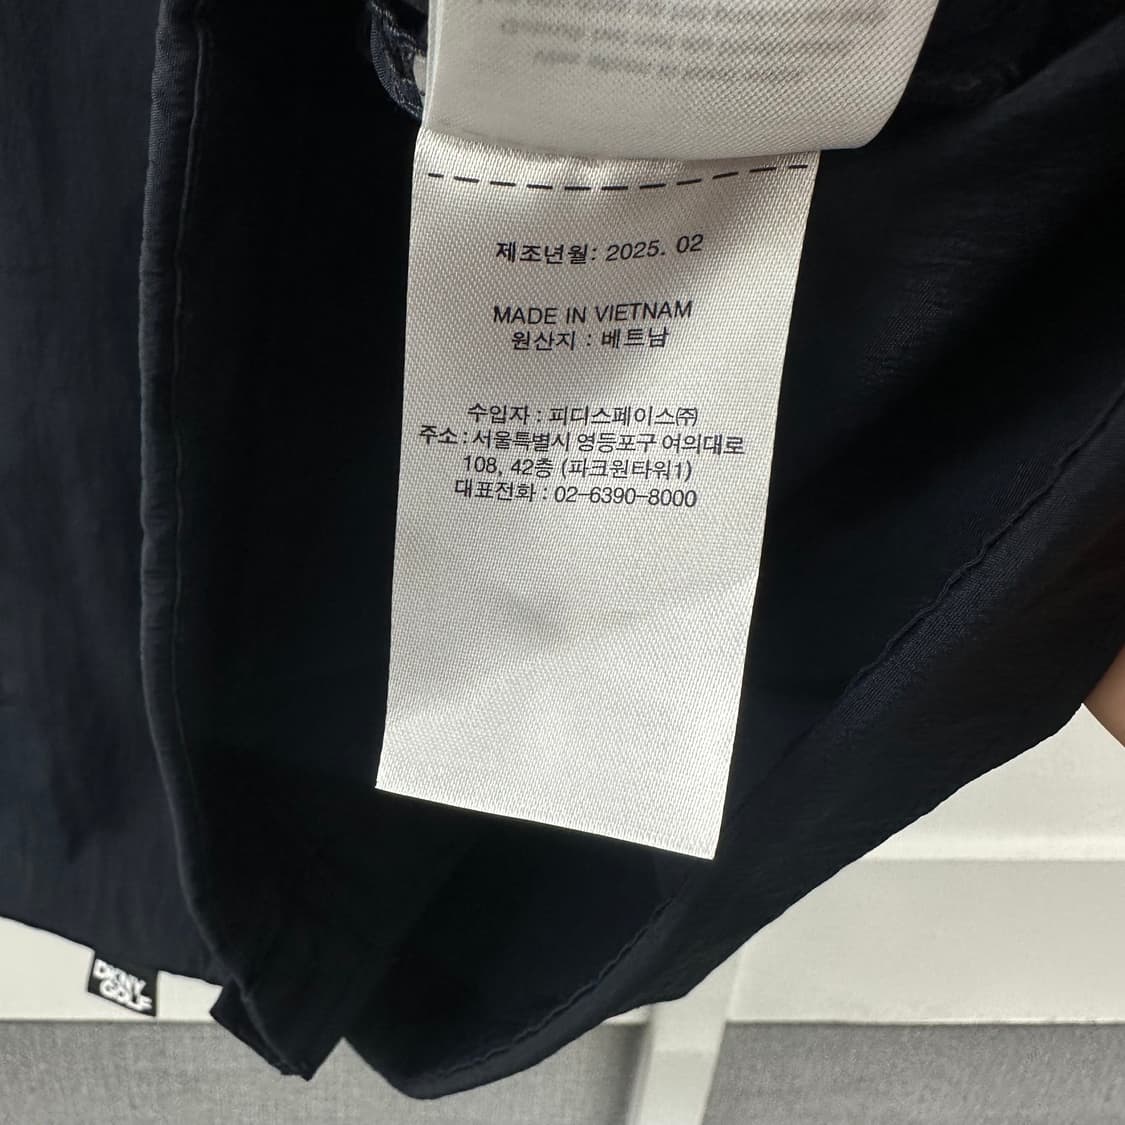 제조년월: 2025. 02
MADE IN VIETNAM
원산지 : 베트남
수입자 : 피디스페이스㈜
주소 : 서울특별시 영등포구 여의대로
108, 42층 (파크원타워1)
대표전화 : 02-6390-8000
DKNY
GOLF